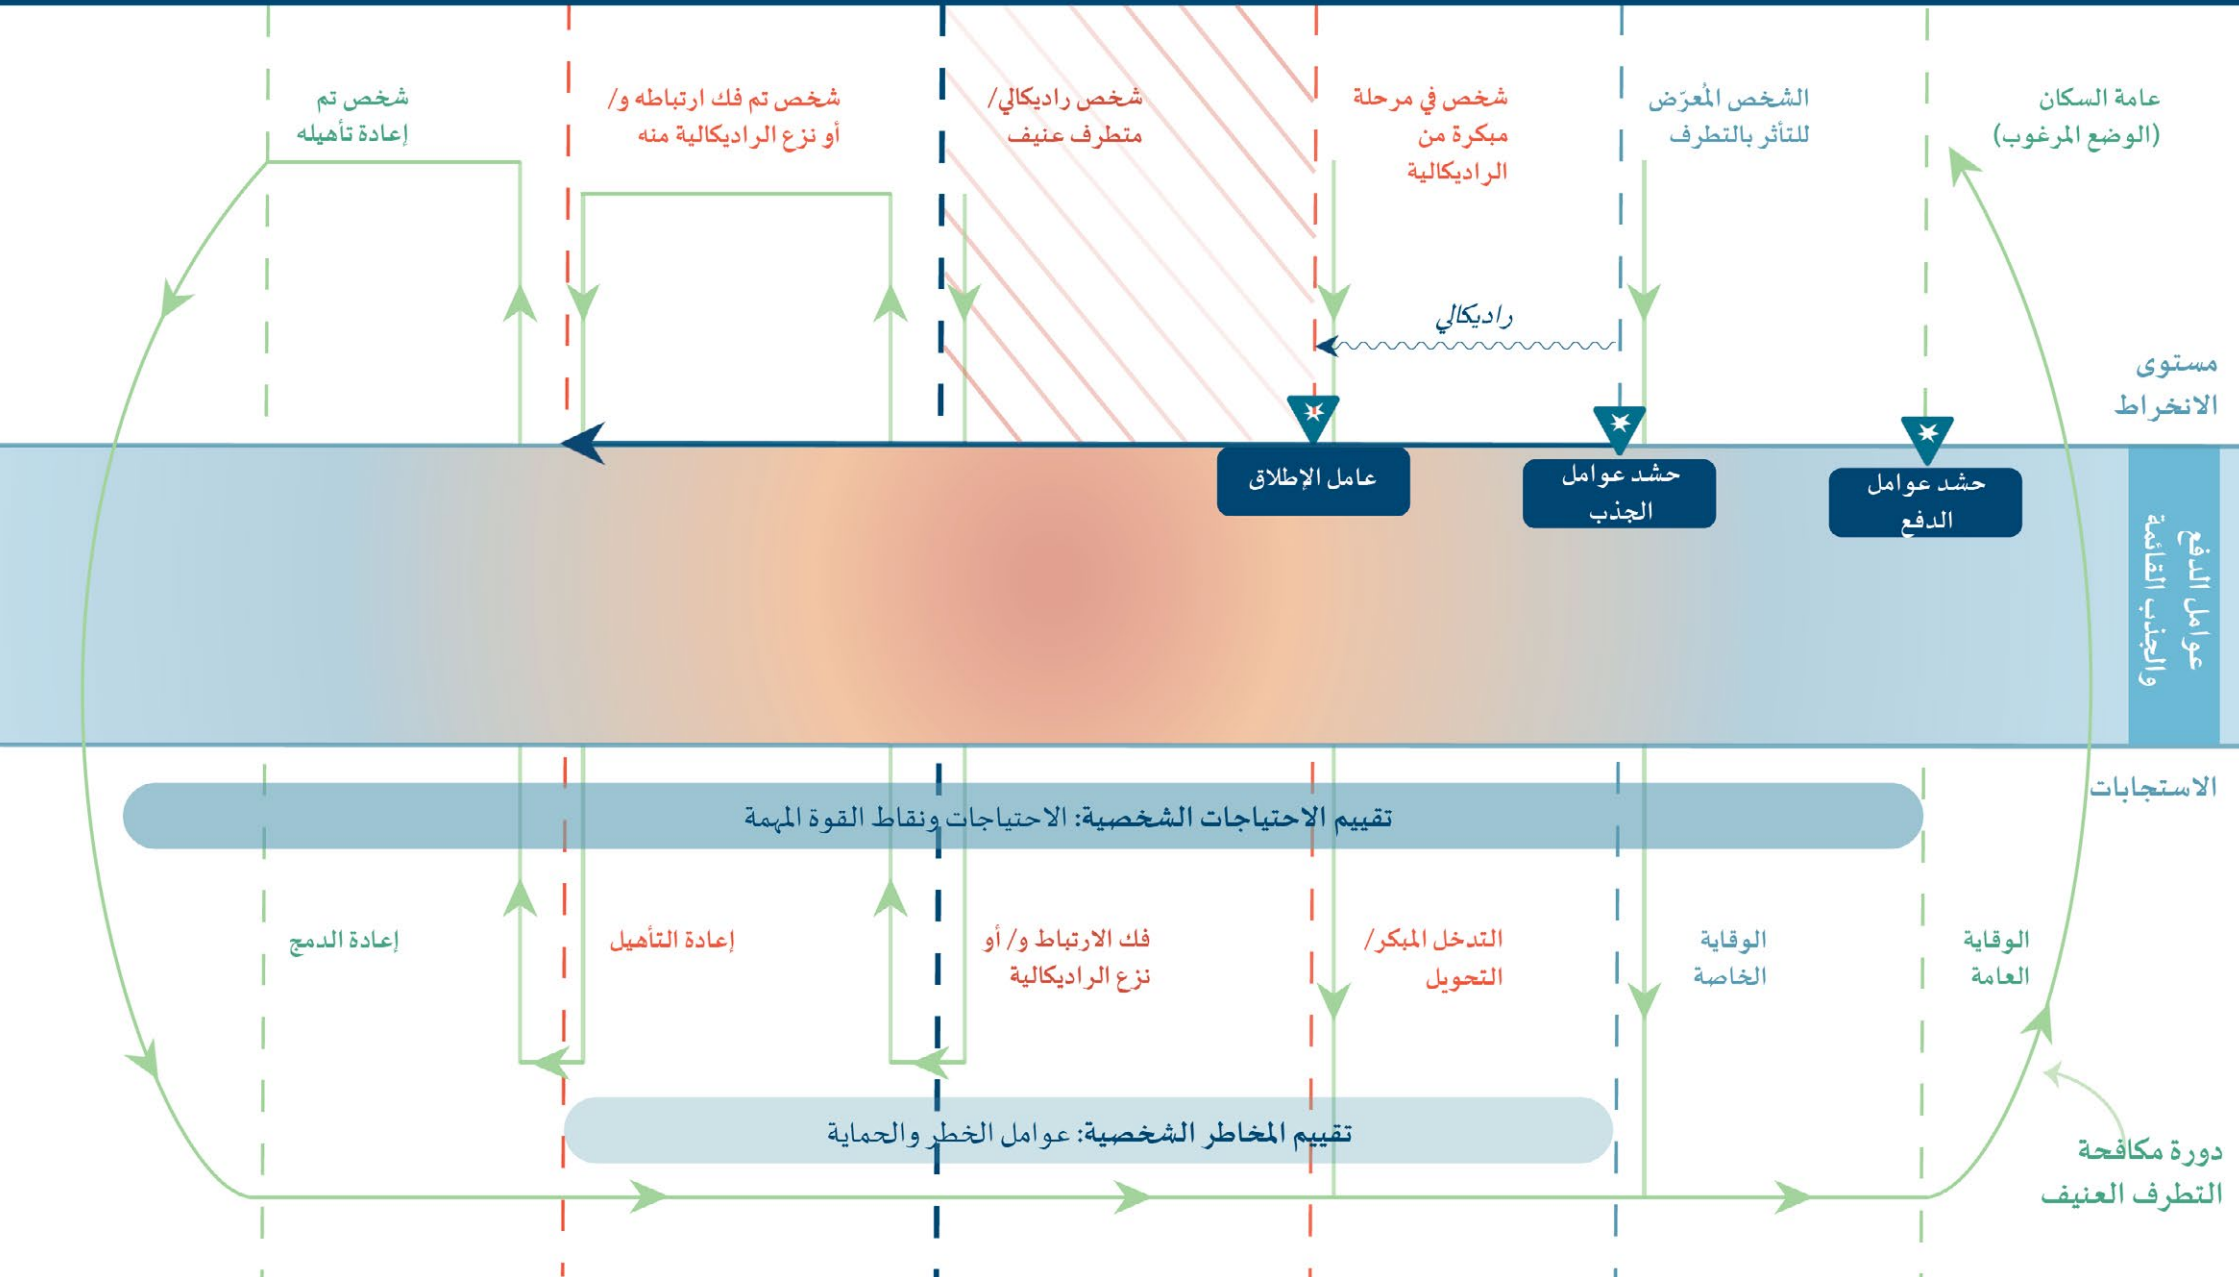 عامة السكان
(الوضع المرغوب)
الشخص المُعرّض
للتأثر بالتطرف
شخص في مرحلة
مبكرة من
الراديكالية
شخص راديكالي/
متطرف عنيف
شخص تم فك ارتباطه و/
أو نزع الراديكالية منه
شخص تم
إعادة تأهيله
راديكالي
مستوى
الانخراط
حشد عوامل
الدفع
حشد عوامل
الجذب
عامل الإطلاق
عوامل الدفع
والجذب القائمة
الاستجابات
تقييم الاحتياجات الشخصية: الاحتياجات ونقاط القوة المهمة
الوقاية
العامة
الوقاية
الخاصة
التدخل المبكر/
التحويل
فك الارتباط و/ أو
نزع الراديكالية
إعادة التأهيل
إعادة الدمج
تقييم المخاطر الشخصية: عوامل الخطر والحماية
دورة مكافحة
التطرف العنيف